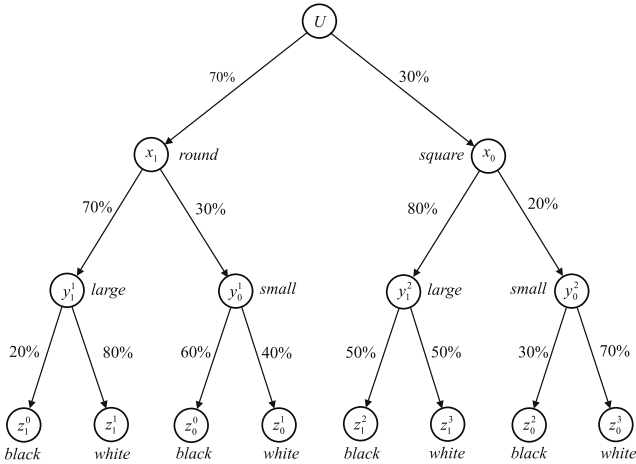 U
70% 30%
x₁ round square x₀
70% 30% 80% 20%
y₁¹ large y₀¹ small y₁² large small y₀²
20% 80% 60% 40% 50% 50% 30% 70%
z₁⁰ z₁¹ z₀⁰ z₀¹ z₁² z₁³ z₀² z₀³
black white black white black white black white